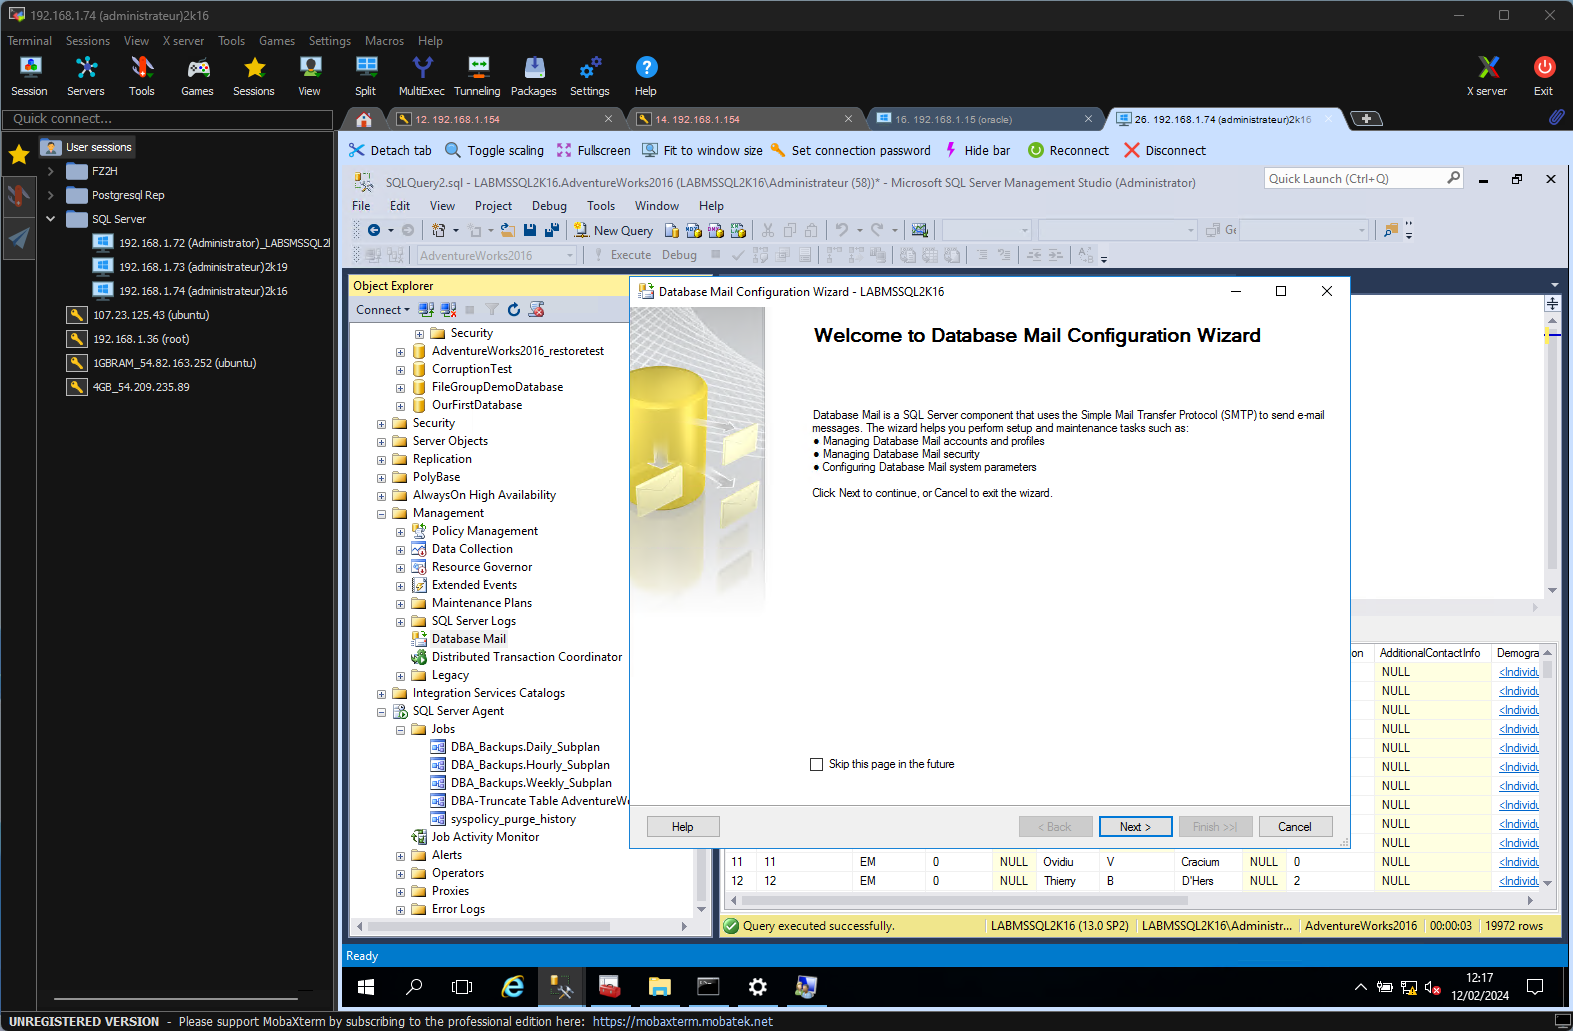 192.168.1.74 (administrateur)2k16
Terminal Sessions View X server Tools Games Settings Macros Help
Session Servers Tools Games Sessions View Split MultiExec Tunneling Packages Settings Help X server Exit
Quick connect...
12. 192.168.1.154
14. 192.168.1.154
16. 192.168.1.15 (oracle)
26. 192.168.1.74 (administrateur)2k16
Detach tab Toggle scaling Fullscreen Fit to window size Set connection password Hide bar Reconnect Disconnect
User sessions
FZ2H
Postgresql Rep
SQL Server
192.168.1.72 (Administrator)_LABSMSSQL2
192.168.1.73 (administrateur)2k19
192.168.1.74 (administrateur)2k16
107.23.125.43 (ubuntu)
192.168.1.36 (root)
1GBRAM_54.82.163.252 (ubuntu)
4GB_54.209.235.89
SQLQuery2.sql - LABMSSQL2K16.AdventureWorks2016 (LABMSSQL2K16\Administrateur (58))* - Microsoft SQL Server Management Studio (Administrator)
Quick Launch (Ctrl+Q)
File Edit View Project Debug Tools Window Help
New Query
Ge
AdventureWorks2016 Execute Debug
Object Explorer
Connect
Security
AdventureWorks2016_restoretest
CorruptionTest
FileGroupDemoDatabase
OurFirstDatabase
Security
Server Objects
Replication
PolyBase
AlwaysOn High Availability
Management
Policy Management
Data Collection
Resource Governor
Extended Events
Maintenance Plans
SQL Server Logs
Database Mail
Distributed Transaction Coordinator
Legacy
Integration Services Catalogs
SQL Server Agent
Jobs
DBA_Backups.Daily_Subplan
DBA_Backups.Hourly_Subplan
DBA_Backups.Weekly_Subplan
DBA-Truncate Table AdventureWo
syspolicy_purge_history
Job Activity Monitor
Alerts
Operators
Proxies
Error Logs
Database Mail Configuration Wizard - LABMSSQL2K16
Welcome to Database Mail Configuration Wizard
Database Mail is a SQL Server component that uses the Simple Mail Transfer Protocol (SMTP) to send e-mail
messages. The wizard helps you perform setup and maintenance tasks such as:
● Managing Database Mail accounts and profiles
● Managing Database Mail security
● Configuring Database Mail system parameters
Click Next to continue, or Cancel to exit the wizard.
Skip this page in the future
Help < Back Next > Finish >>| Cancel
on AdditionalContactInfo Demogra
NULL <Individu
NULL <Individu
NULL <Individu
NULL <Individu
NULL <Individu
NULL <Individu
NULL <Individu
NULL <Individu
NULL <Individu
NULL <Individu
11 11 EM 0 NULL Ovidiu V Cracium NULL 0 NULL <Individu
12 12 EM 0 NULL Thierry B D'Hers NULL 2 NULL <Individu
Query executed successfully. LABMSSQL2K16 (13.0 SP2) LABMSSQL2K16\Administr... AdventureWorks2016 00:00:03 19972 rows
Ready
12:17
12/02/2024
UNREGISTERED VERSION - Please support MobaXterm by subscribing to the professional edition here: https://mobaxterm.mobatek.net